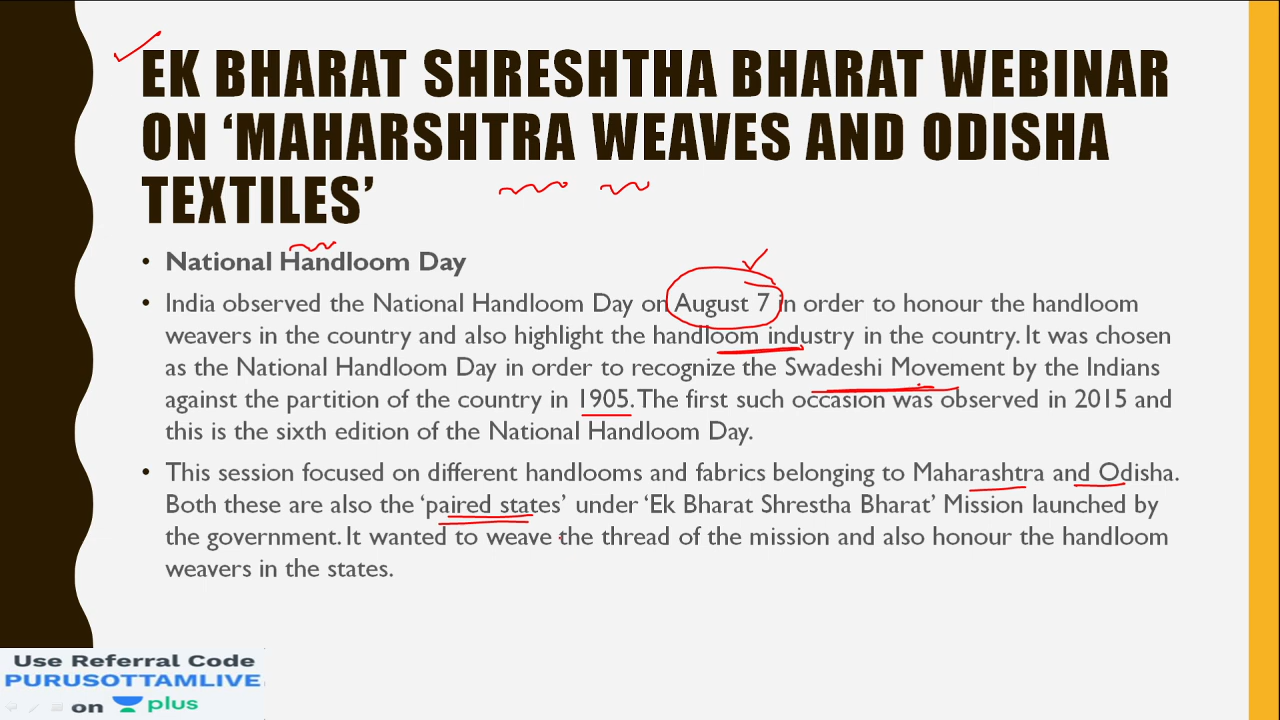 EK BHARAT SHRESHTHA BHARAT WEBINAR
ON ‘MAHARSHTRA WEAVES AND ODISHA
TEXTILES’
• National Handloom Day
• India observed the National Handloom Day on August 7 in order to honour the handloom
weavers in the country and also highlight the handloom industry in the country. It was chosen
as the National Handloom Day in order to recognize the Swadeshi Movement by the Indians
against the partition of the country in 1905. The first such occasion was observed in 2015 and
this is the sixth edition of the National Handloom Day.
• This session focused on different handlooms and fabrics belonging to Maharashtra and Odisha.
Both these are also the ‘paired states’ under ‘Ek Bharat Shrestha Bharat’ Mission launched by
the government. It wanted to weave the thread of the mission and also honour the handloom
weavers in the states.
Use Referral Code
PURUSOTTAMLIVE
on plus